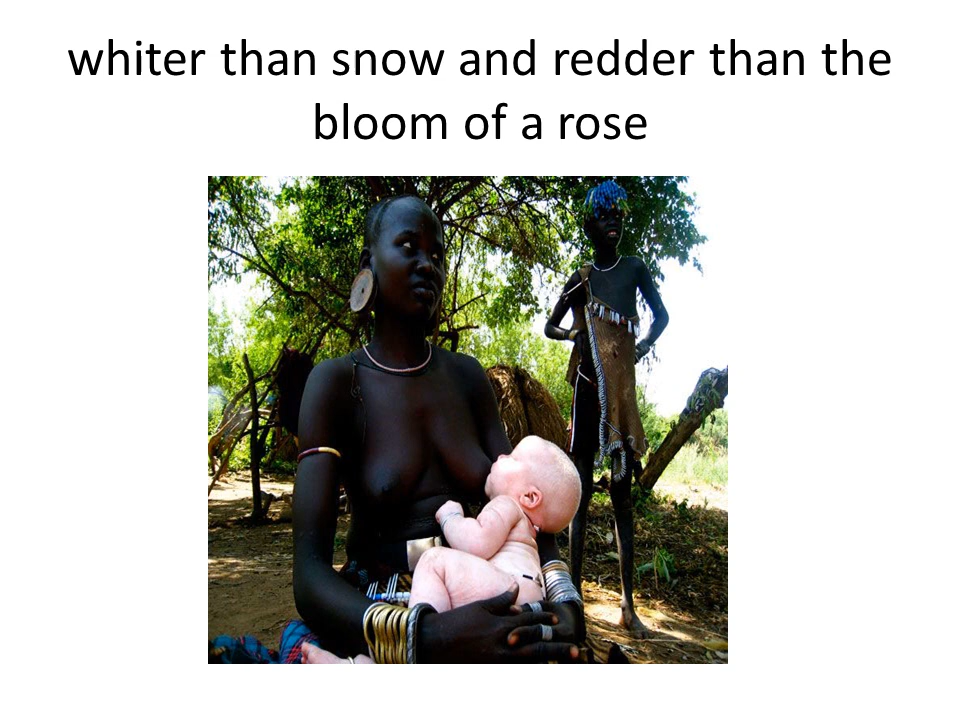 whiter than snow and redder than the
bloom of a rose